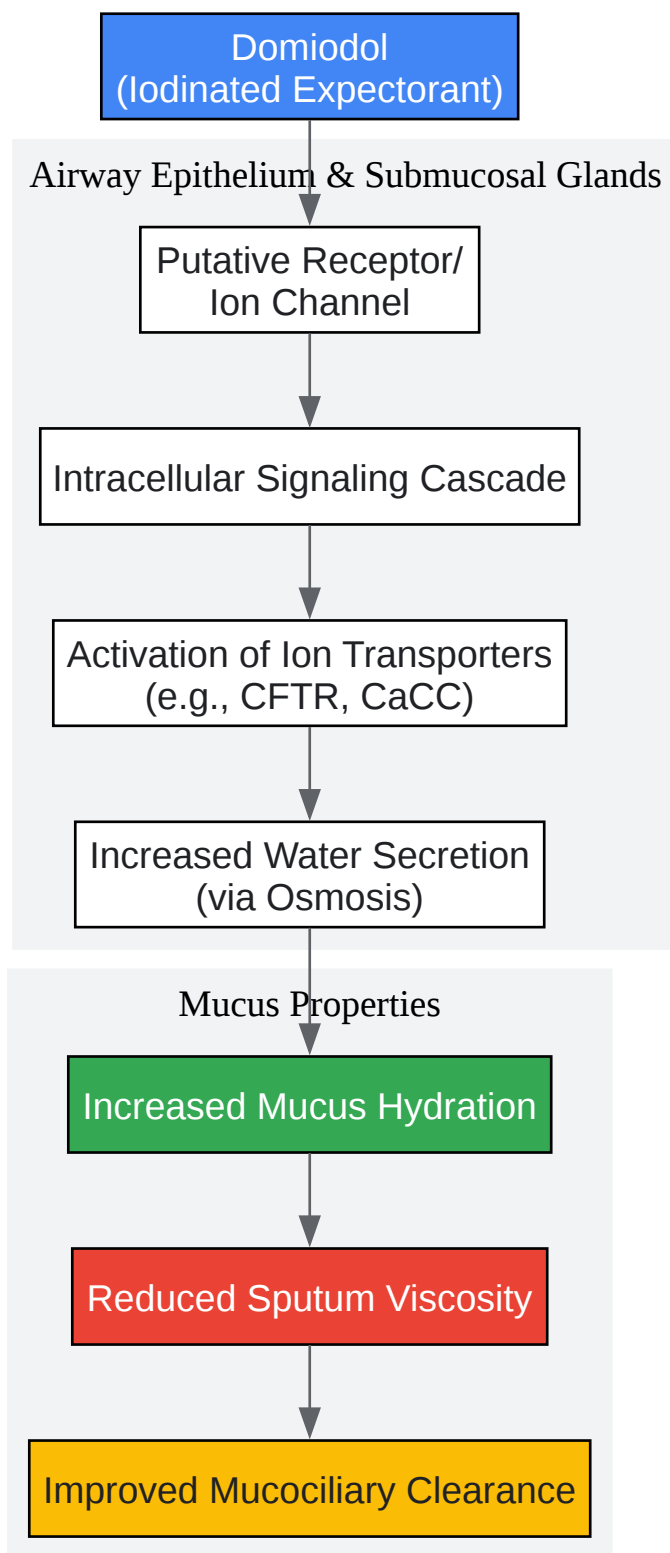 Domiodol
(Iodinated Expectorant)
Airway Epithelium & Submucosal Glands
Putative Receptor/
Ion Channel
Intracellular Signaling Cascade
Activation of Ion Transporters
(e.g., CFTR, CaCC)
Increased Water Secretion
(via Osmosis)
Mucus Properties
Increased Mucus Hydration
Reduced Sputum Viscosity
Improved Mucociliary Clearance